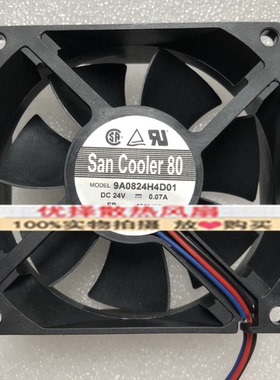 San Cooler 80
MODEL 9A0824H4D01
DC 24V ⎓ 0.07A
优择散热风扇
100%实物拍摄 放❤购买